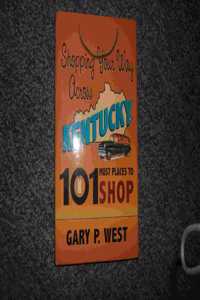 Shopping Your Way
Across
KENTUCKY
101 MUST PLACES TO
SHOP
GARY P. WEST